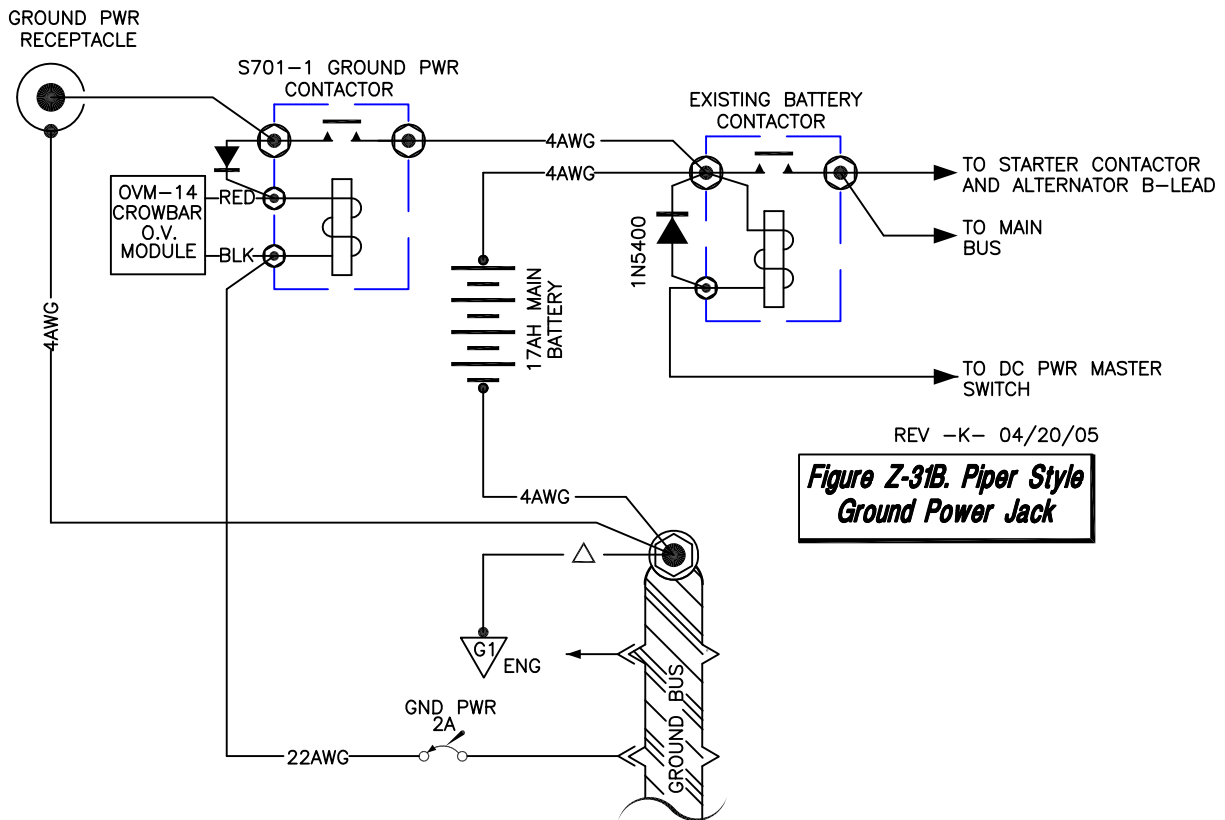 GROUND PWR
RECEPTACLE
S701-1 GROUND PWR
CONTACTOR
EXISTING BATTERY
CONTACTOR
4AWG
4AWG
TO STARTER CONTACTOR
AND ALTERNATOR B-LEAD
OVM-14
CROWBAR
O.V.
MODULE
RED
BLK
TO MAIN
BUS
1N5400
4AWG
17AH MAIN
BATTERY
TO DC PWR MASTER
SWITCH
REV -K- 04/20/05
Figure Z-31B. Piper Style
Ground Power Jack
4AWG
G1
ENG
GROUND BUS
GND PWR
2A
22AWG